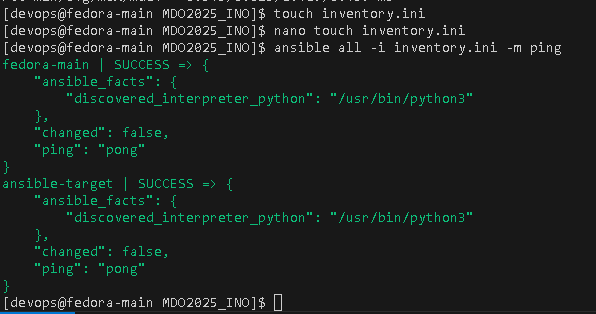 [devops@fedora-main MDO2025_INO]$ touch inventory.ini
[devops@fedora-main MDO2025_INO]$ nano touch inventory.ini
[devops@fedora-main MDO2025_INO]$ ansible all -i inventory.ini -m ping
fedora-main | SUCCESS => {
    "ansible_facts": {
        "discovered_interpreter_python": "/usr/bin/python3"
    },
    "changed": false,
    "ping": "pong"
}
ansible-target | SUCCESS => {
    "ansible_facts": {
        "discovered_interpreter_python": "/usr/bin/python3"
    },
    "changed": false,
    "ping": "pong"
}
[devops@fedora-main MDO2025_INO]$